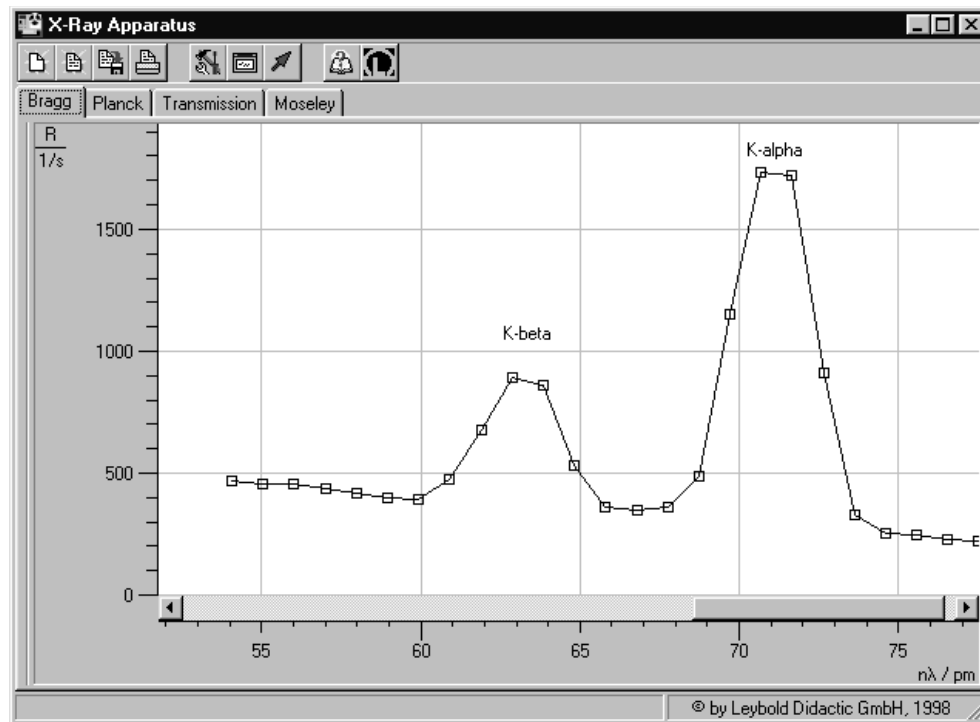 X-Ray Apparatus
Bragg Planck Transmission Moseley
R
1/s
K-alpha
1500
K-beta
1000
500
0
55 60 65 70 75
nλ / pm
© by Leybold Didactic GmbH, 1998